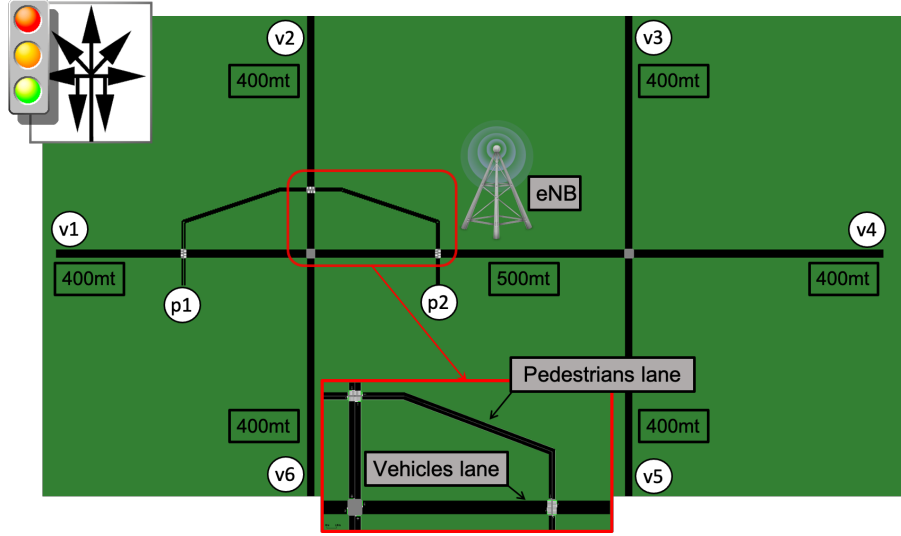 v2
v3
400mt
400mt
eNB
v1
v4
400mt
500mt
400mt
p1
p2
Pedestrians lane
400mt
400mt
Vehicles lane
v6
v5